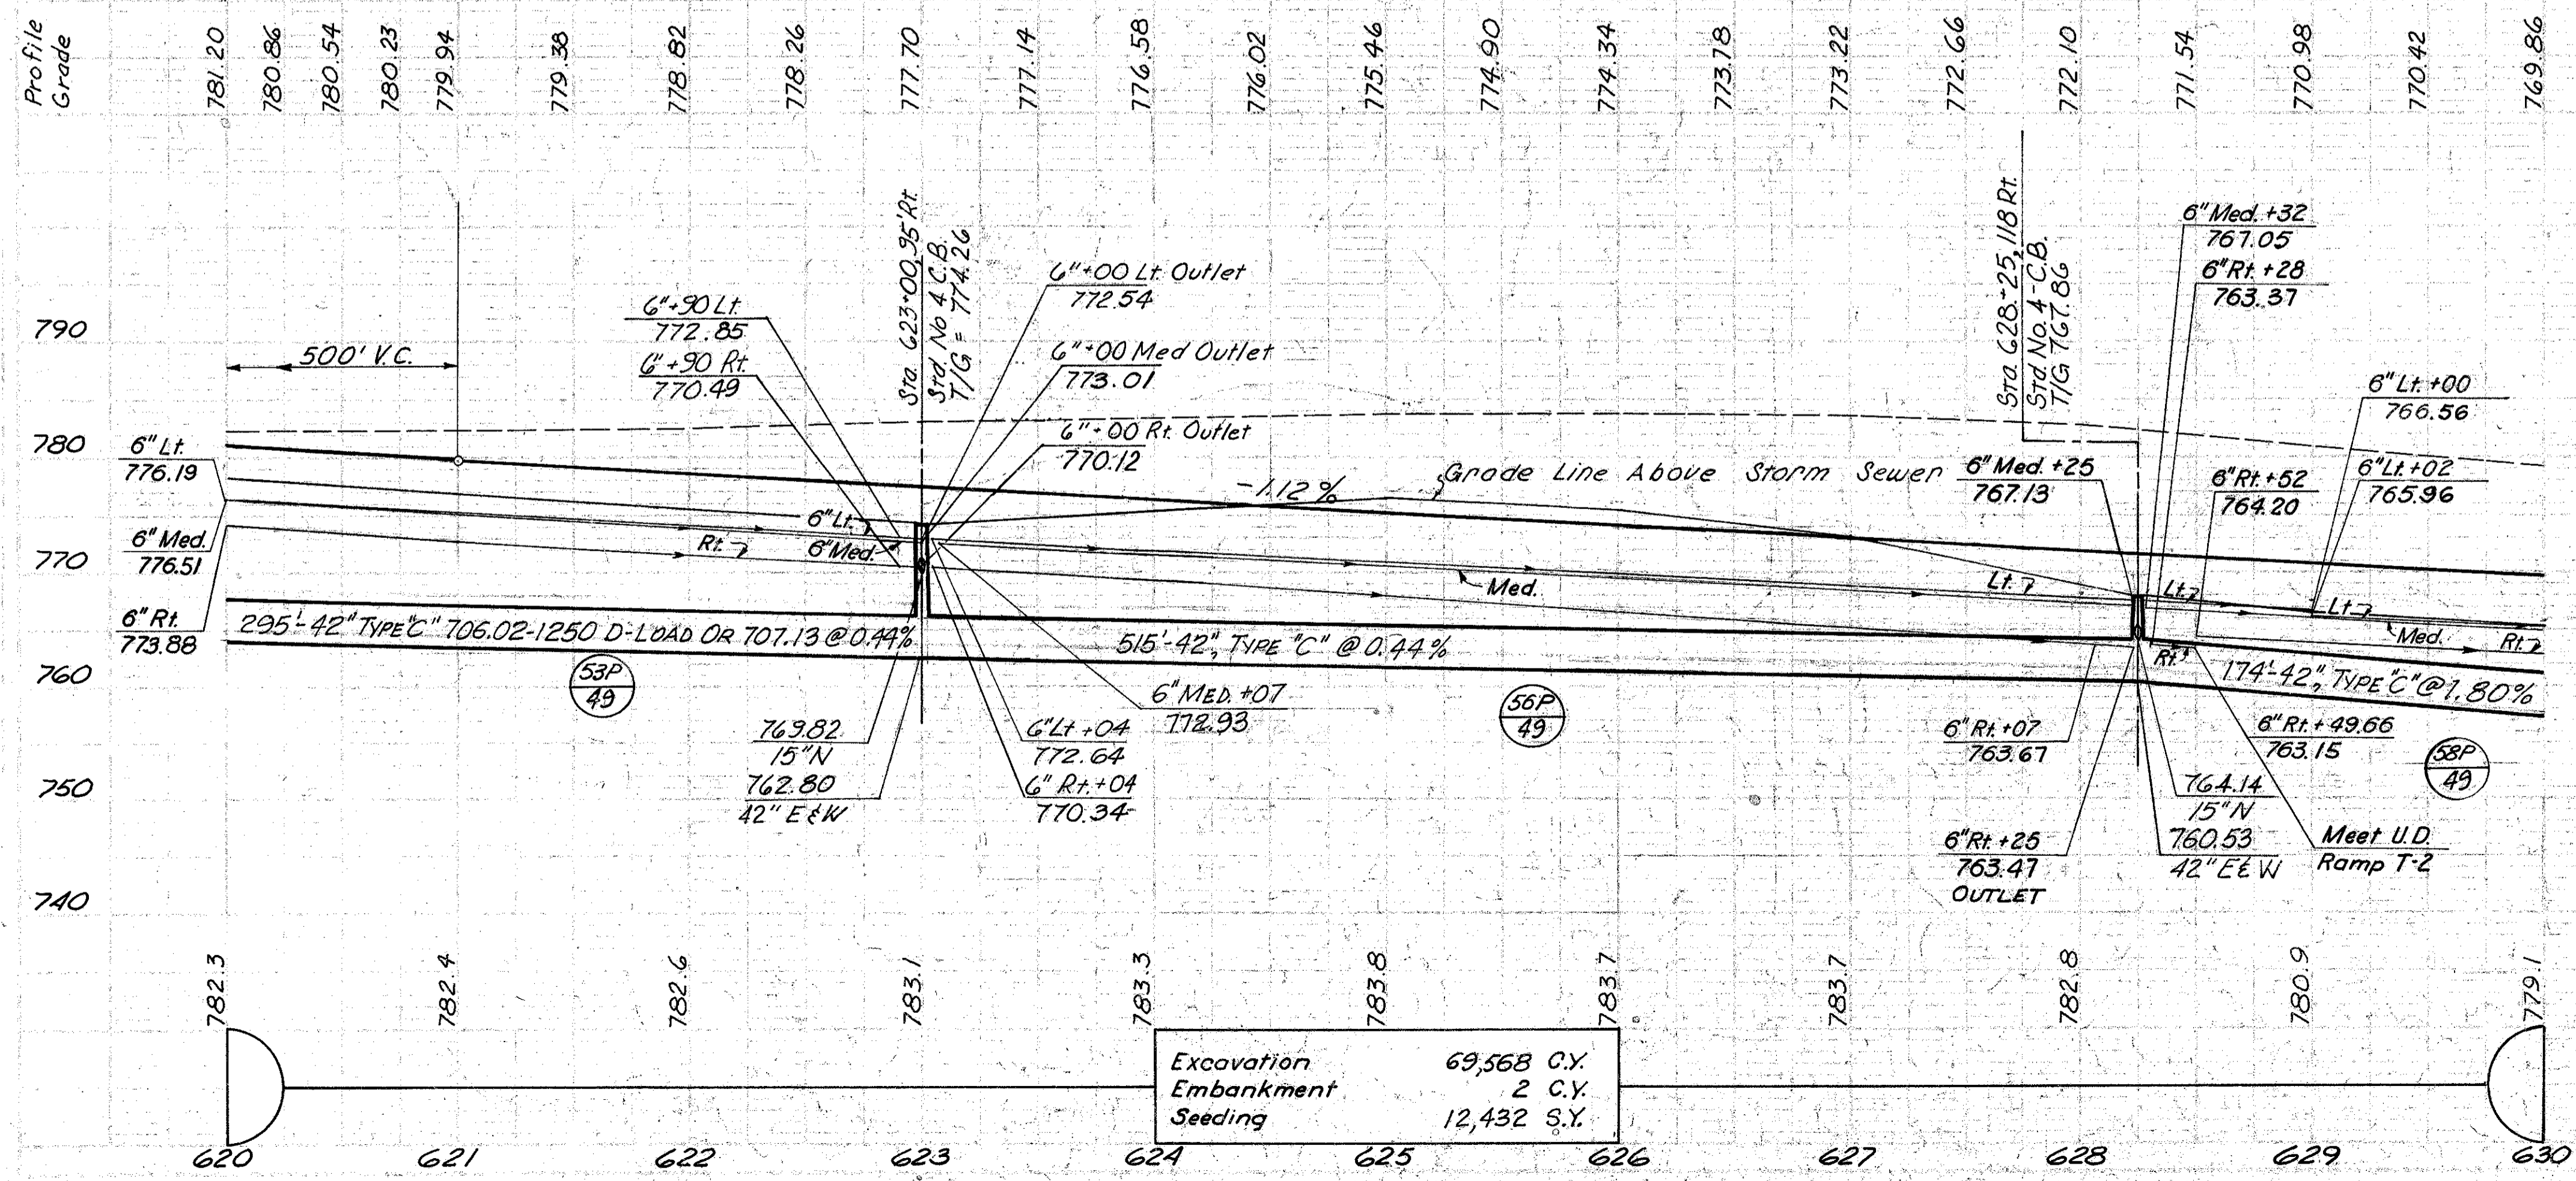 Profile
Grade
781.20
780.86
780.54
780.23
779.94
779.38
778.82
778.26
777.70
777.14
776.58
776.02
775.46
774.90
774.34
773.78
773.22
772.66
772.10
771.54
770.98
770.42
769.86
790
780
770
760
750
740
500' V.C.
6" Lt.
776.19
6" Med.
776.51
6" Rt.
773.88
6"+90 Lt.
772.85
6"+90 Rt.
770.49
Sta. 623+00, 95' Rt.
Std. No 4 C.B.
T/G = 774.26
6"+00 Lt. Outlet
772.54
6"+00 Med Outlet
773.01
6"+00 Rt. Outlet
770.12
-1.12%
Grade Line Above Storm Sewer
6" Med. +25
767.13
Sta 628+25, 118 Rt.
Std. No. 4-C.B.
T/G 767.86
6" Med. +32
767.05
6" Rt. +28
763.37
6" Rt. +52
764.20
6" Lt. +00
766.56
6" Lt. +02
765.96
6" Lt.
6" Med.
Rt.
Med.
Lt.
Lt.
Lt.
Med.
Rt.
Rt.
295'-42" TYPE "C" 706.02-1250 D-LOAD OR 707.13 @ 0.44%
515'-42", TYPE "C" @ 0.44%
174'-42", TYPE "C" @ 1.80%
53P
49
56P
49
58P
49
769.82
15" N
762.80
42" E & W
6" Lt +04
772.64
6" Rt. +04
770.34
6" MED. +07
772.93
6" Rt. +07
763.67
6" Rt. +25
763.47
OUTLET
764.14
15" N
760.53
42" E & W
6" Rt. + 49.66
763.15
Meet U.D.
Ramp T-2
782.3
782.4
782.6
783.1
783.3
783.8
783.7
783.7
782.8
780.9
779.1
Excavation 69,568 C.Y.
Embankment 2 C.Y.
Seeding 12,432 S.Y.
620
621
622
623
624
625
626
627
628
629
630